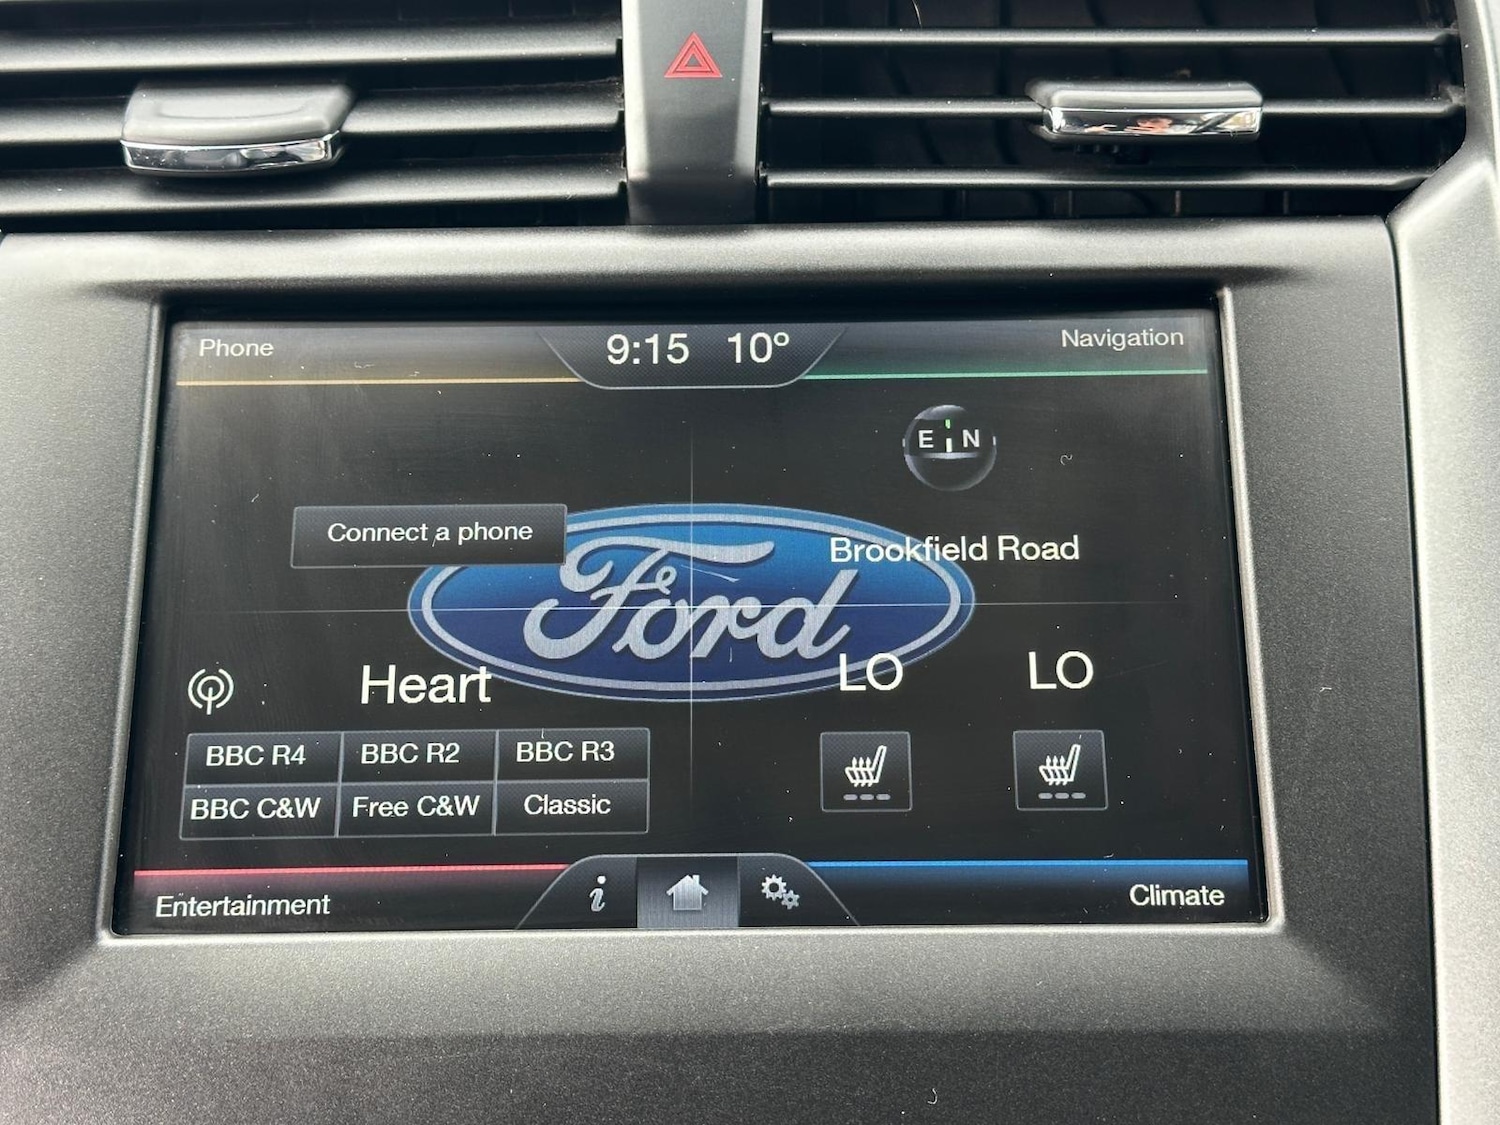 Phone
9:15 10°
Navigation
E N
Connect a phone
Brookfield Road
Ford
Heart
LO LO
BBC R4 BBC R2 BBC R3
BBC C&W Free C&W Classic
Entertainment
i
Climate